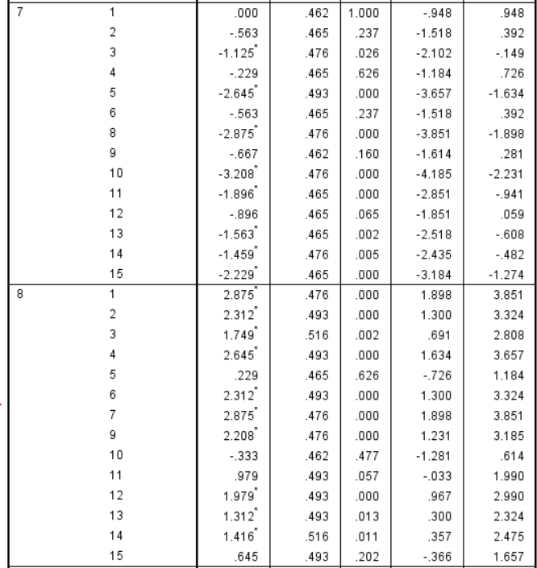 7 1 .000 .462 1.000 -.948 .948
2 -.563 .465 .237 -1.518 .392
3 -1.125* .476 .026 -2.102 -.149
4 -.229 .465 .626 -1.184 .726
5 -2.645* .493 .000 -3.657 -1.634
6 -.563 .465 .237 -1.518 .392
8 -2.875* .476 .000 -3.851 -1.898
9 -.667 .462 .160 -1.614 .281
10 -3.208* .476 .000 -4.185 -2.231
11 -1.896* .465 .000 -2.851 -.941
12 -.896 .465 .065 -1.851 .059
13 -1.563* .465 .002 -2.518 -.608
14 -1.459* .476 .005 -2.435 -.482
15 -2.229* .465 .000 -3.184 -1.274
8 1 2.875* .476 .000 1.898 3.851
2 2.312* .493 .000 1.300 3.324
3 1.749* .516 .002 .691 2.808
4 2.645* .493 .000 1.634 3.657
5 .229 .465 .626 -.726 1.184
6 2.312* .493 .000 1.300 3.324
7 2.875* .476 .000 1.898 3.851
9 2.208* .476 .000 1.231 3.185
10 -.333 .462 .477 -1.281 .614
11 .979 .493 .057 -.033 1.990
12 1.979* .493 .000 .967 2.990
13 1.312* .493 .013 .300 2.324
14 1.416* .516 .011 .357 2.475
15 .645 .493 .202 -.366 1.657